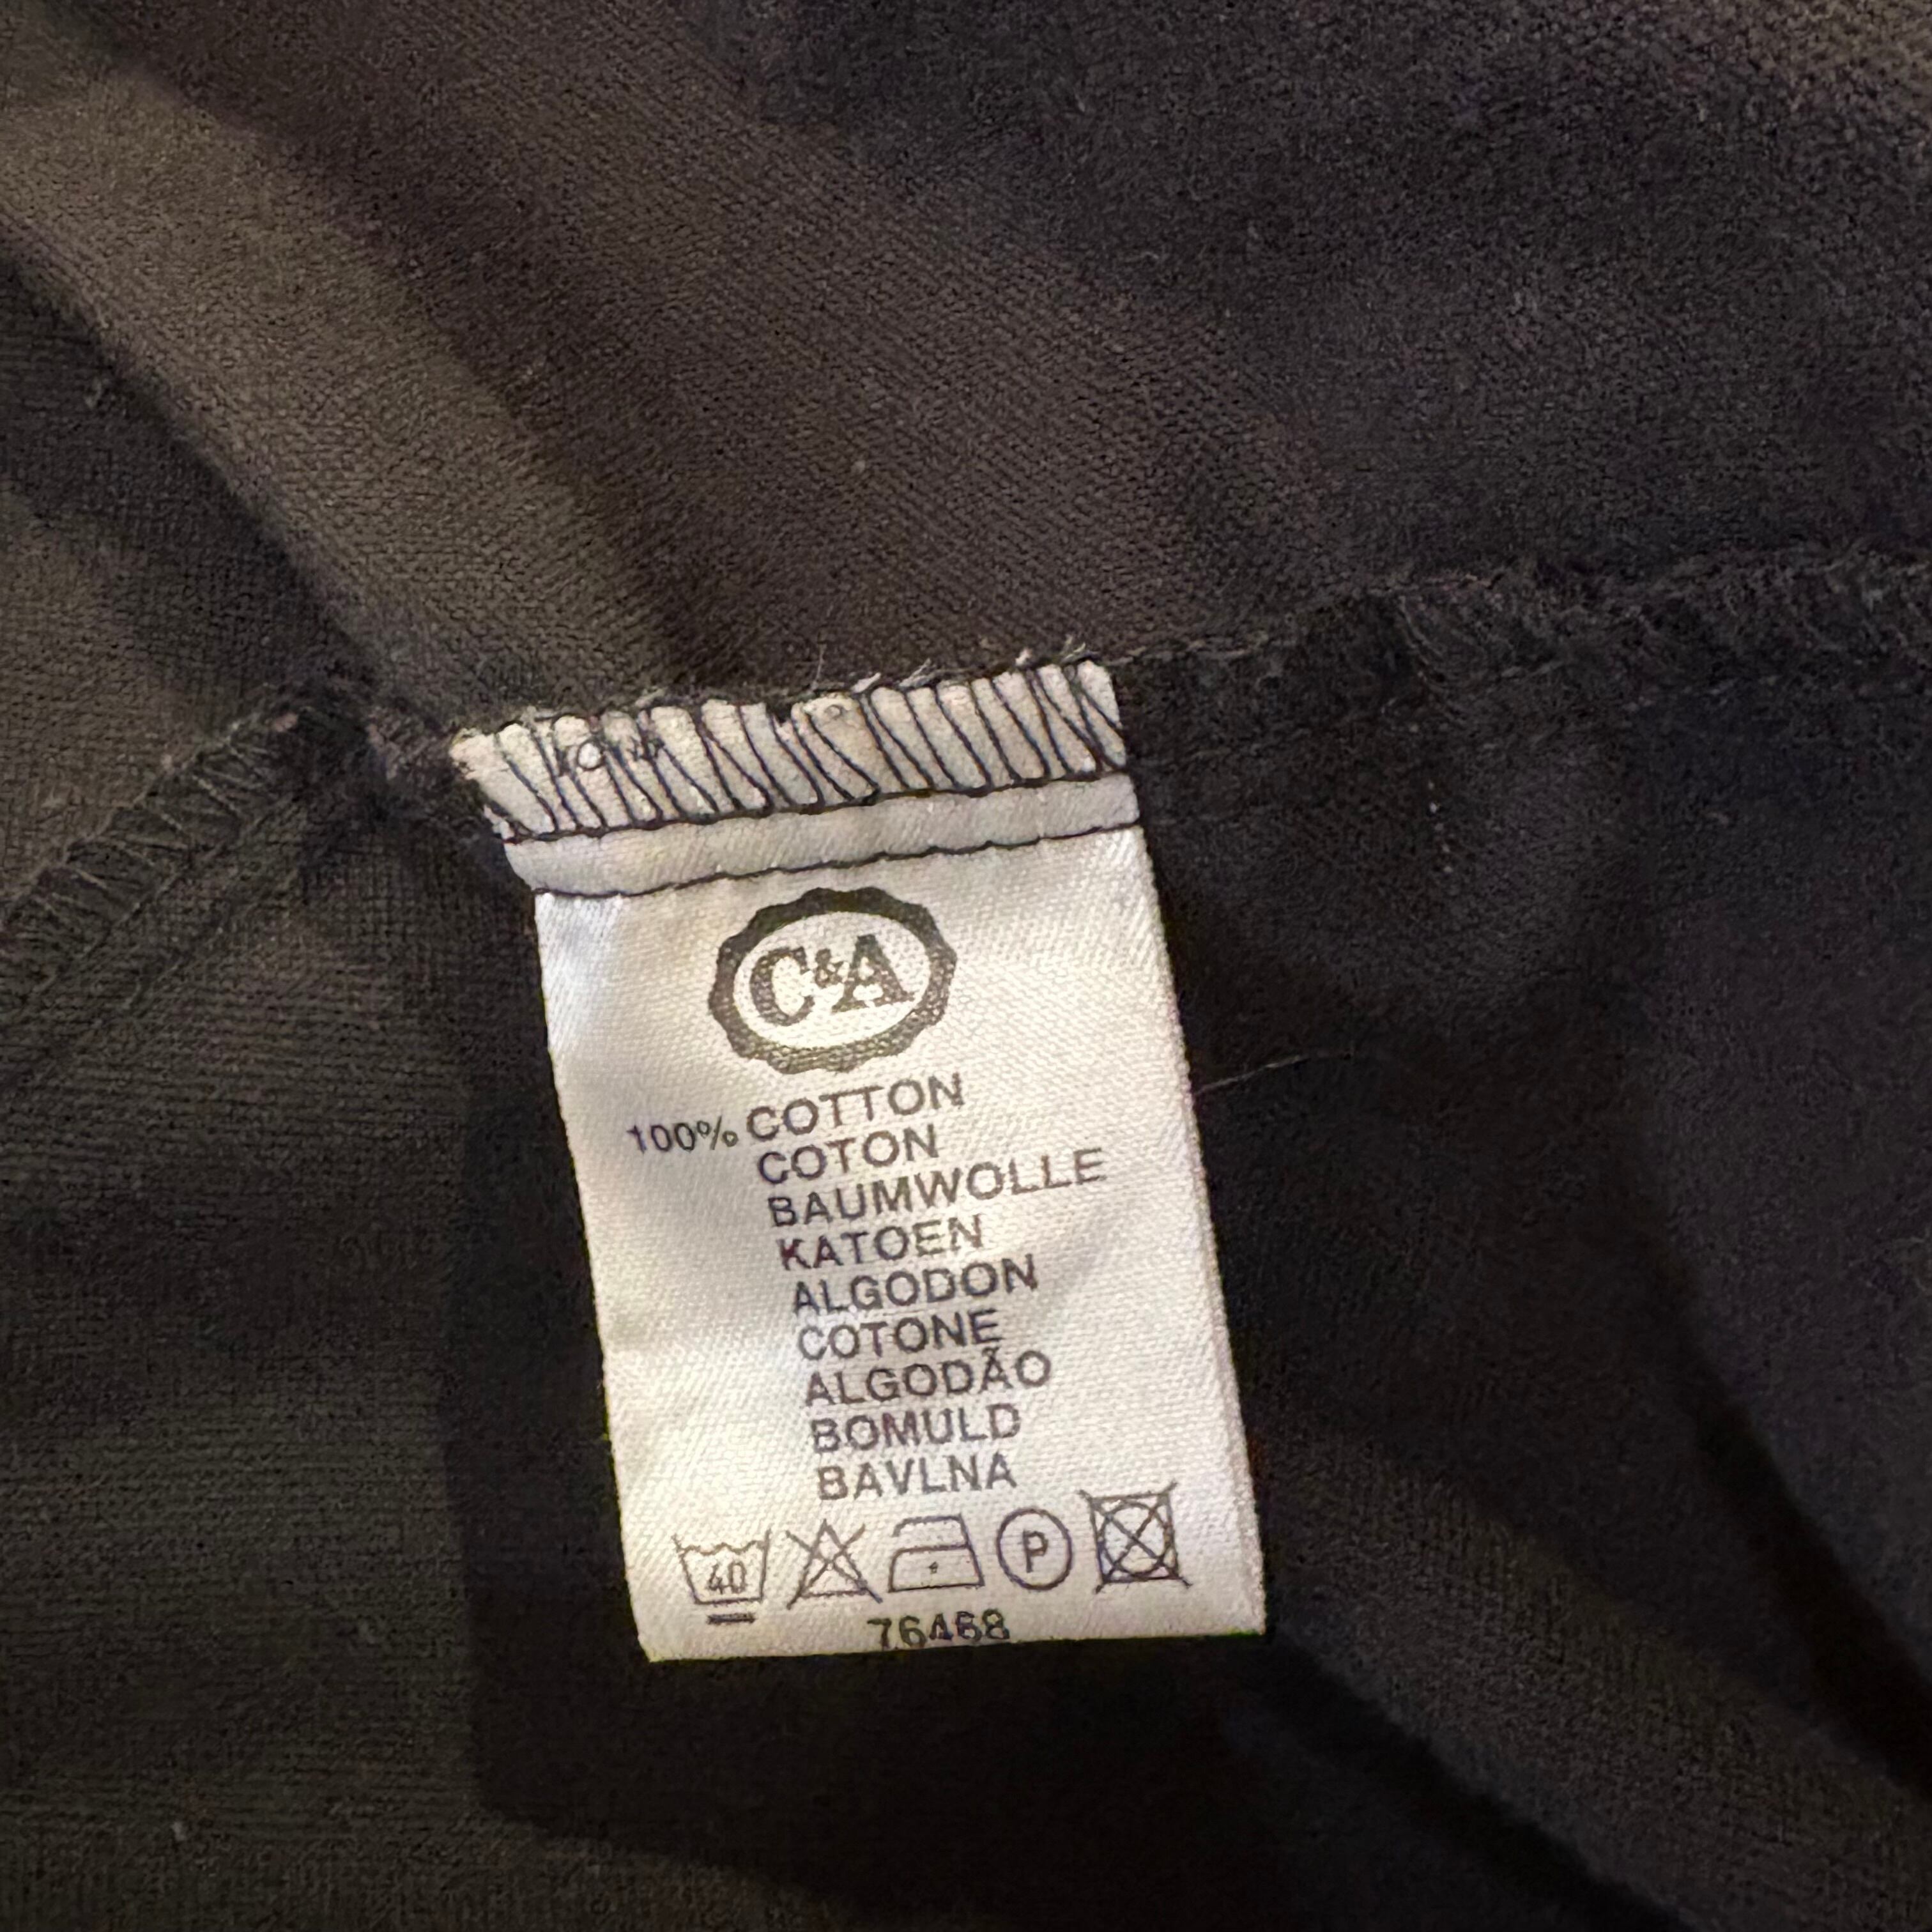 C&A
100% COTTON
COTON
BAUMWOLLE
KATOEN
ALGODON
COTONE
ALGODÃO
BOMULD
BAVLNA
40 P
76468